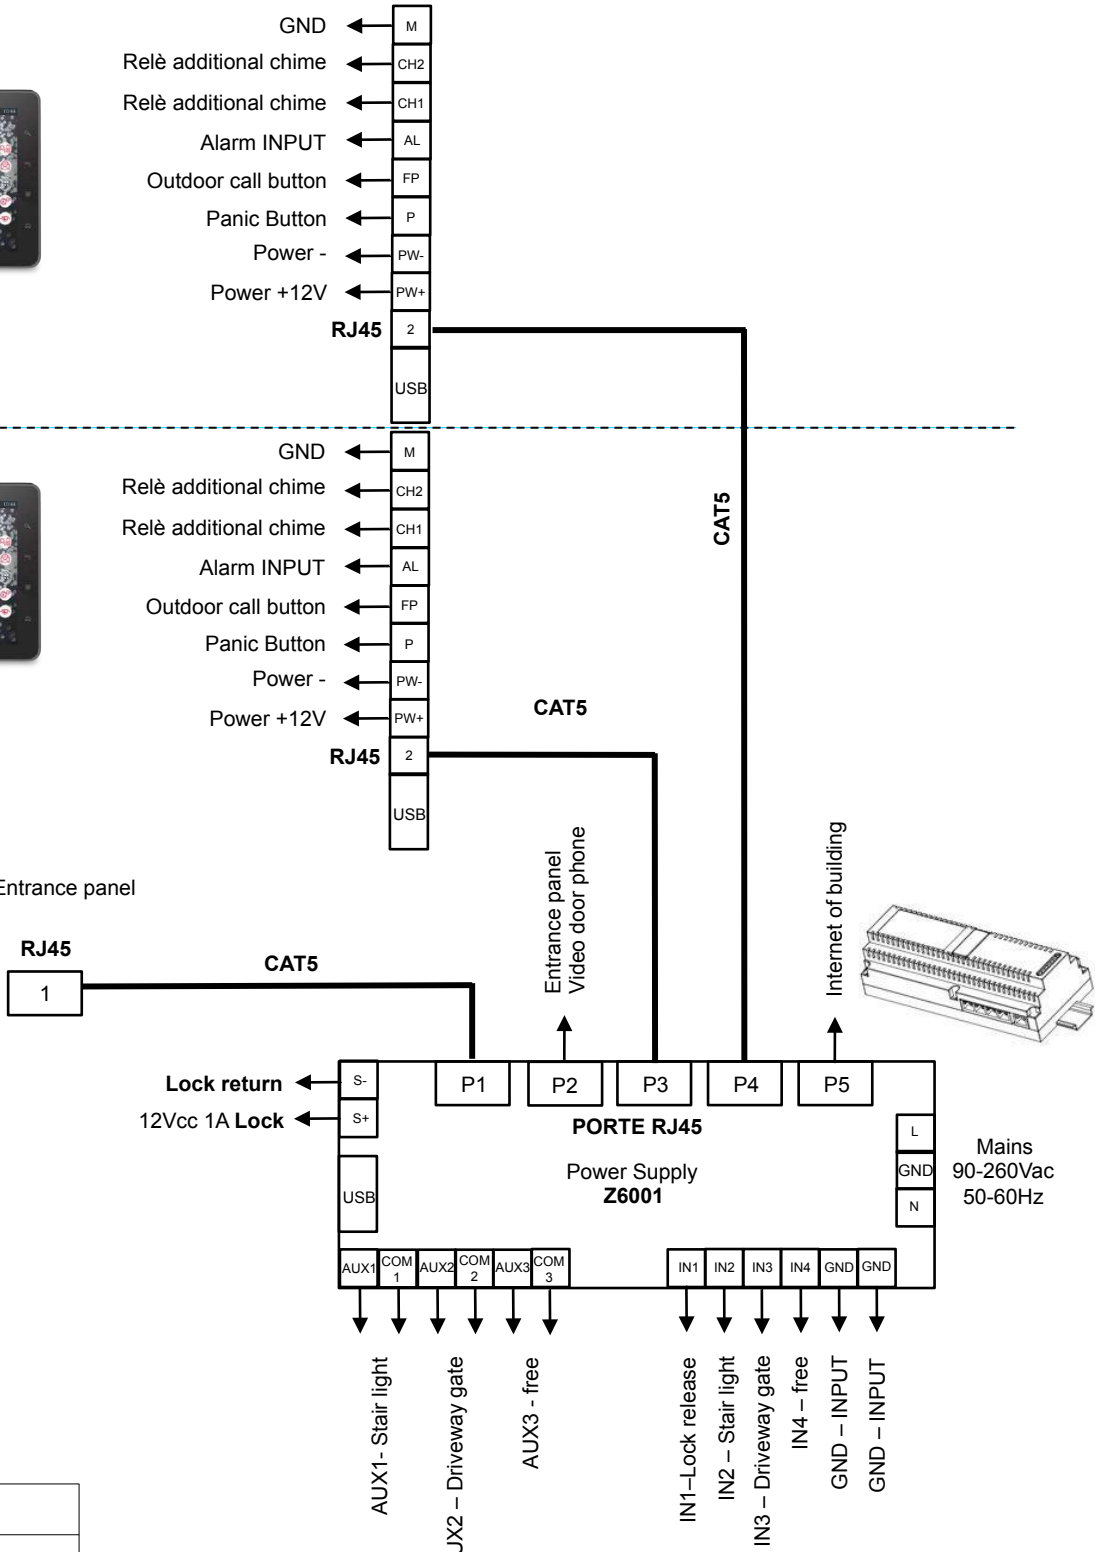 GND M
Relè additional chime CH2
Relè additional chime CH1
Alarm INPUT AL
Outdoor call button FP
Panic Button P
Power - PW-
Power +12V PW+
RJ45 2
USB
GND M
Relè additional chime CH2
Relè additional chime CH1
Alarm INPUT AL
Outdoor call button FP
Panic Button P
Power - PW-
Power +12V PW+
RJ45 2
USB
CAT5
CAT5
Entrance panel
RJ45
1
CAT5
Entrance panel
Video door phone
Internet of building
Lock return S-
12Vcc 1A Lock S+
USB
P1 P2 P3 P4 P5
PORTE RJ45
Power Supply
Z6001
L
GND
N
Mains
90-260Vac
50-60Hz
AUX1 COM 1 AUX2 COM 2 AUX3 COM 3
IN1 IN2 IN3 IN4 GND GND
AUX1- Stair light
UX2 – Driveway gate
AUX3 - free
IN1–Lock release
IN2 – Stair light
IN3 – Driveway gate
IN4 – free
GND – INPUT
GND – INPUT